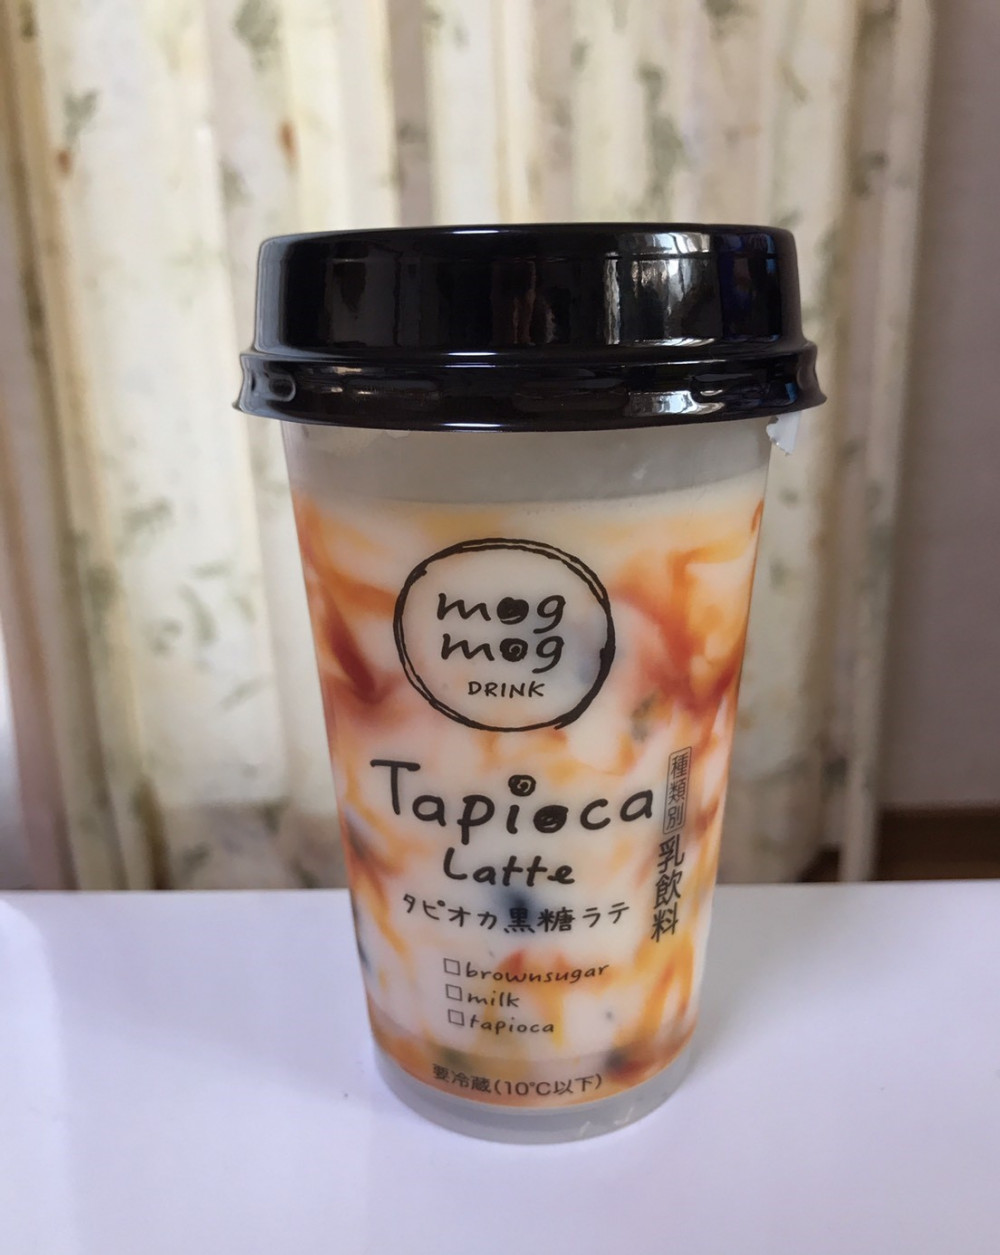 mog
mog
DRINK
Tapioca
Latte
タピオカ黒糖ラテ
種類別
乳飲料
□brownsugar
□milk
□tapioca
要冷蔵(10℃以下)